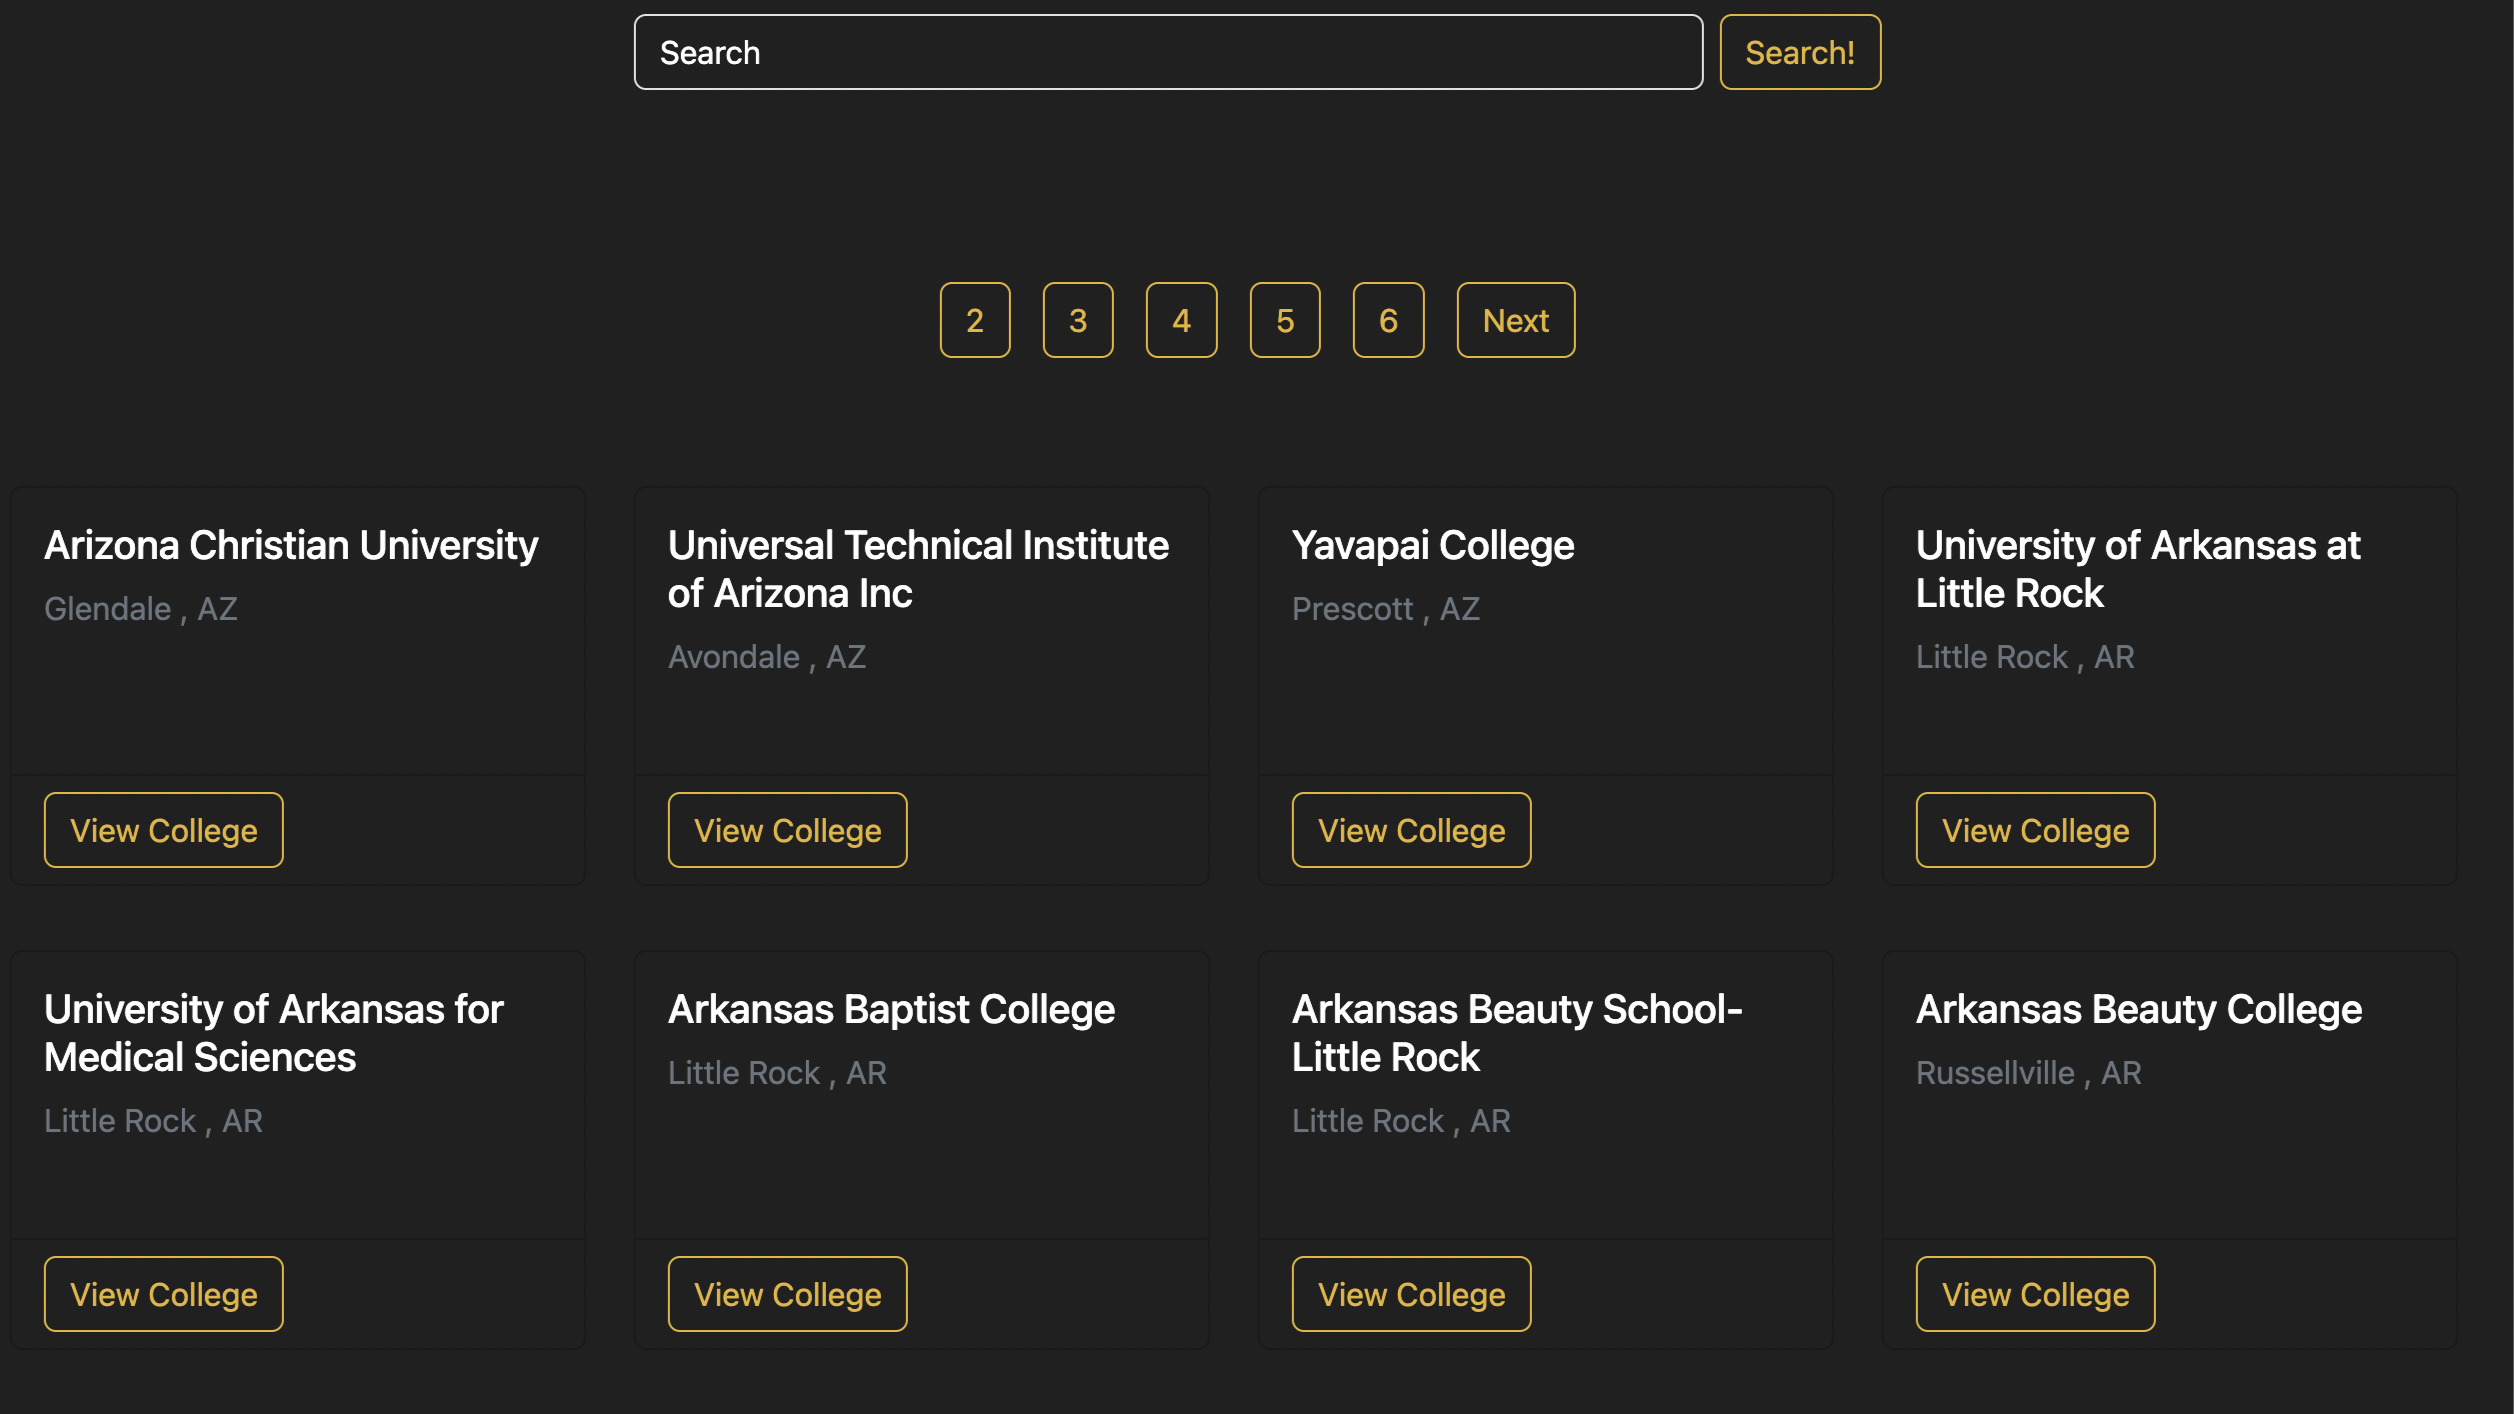 Search
Search!
2 3 4 5 6 Next
Arizona Christian University
Glendale , AZ
View College
Universal Technical Institute
of Arizona Inc
Avondale , AZ
View College
Yavapai College
Prescott , AZ
View College
University of Arkansas at
Little Rock
Little Rock , AR
View College
University of Arkansas for
Medical Sciences
Little Rock , AR
View College
Arkansas Baptist College
Little Rock , AR
View College
Arkansas Beauty School-
Little Rock
Little Rock , AR
View College
Arkansas Beauty College
Russellville , AR
View College